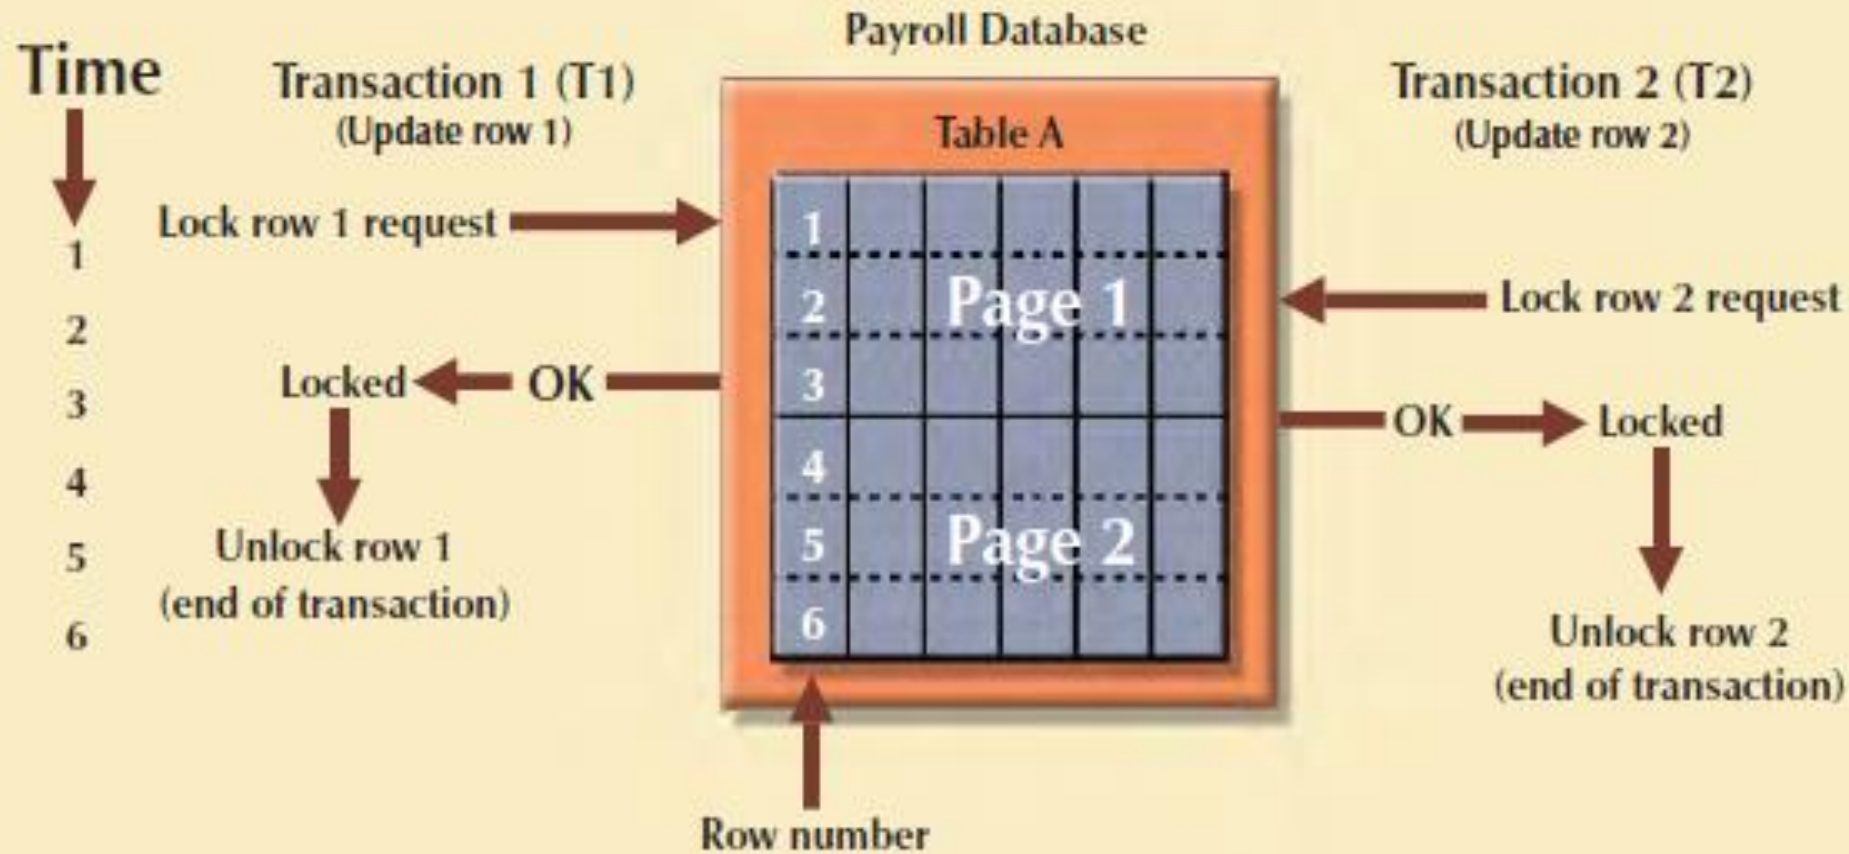 Payroll Database
Time
Transaction 1 (T1)
(Update row 1)
Table A
Transaction 2 (T2)
(Update row 2)
Lock row 1 request
Lock row 2 request
1
2
3
4
5
6
Locked
OK
OK
Locked
Unlock row 1
(end of transaction)
Unlock row 2
(end of transaction)
1
2
3
4
5
6
Page 1
Page 2
Row number